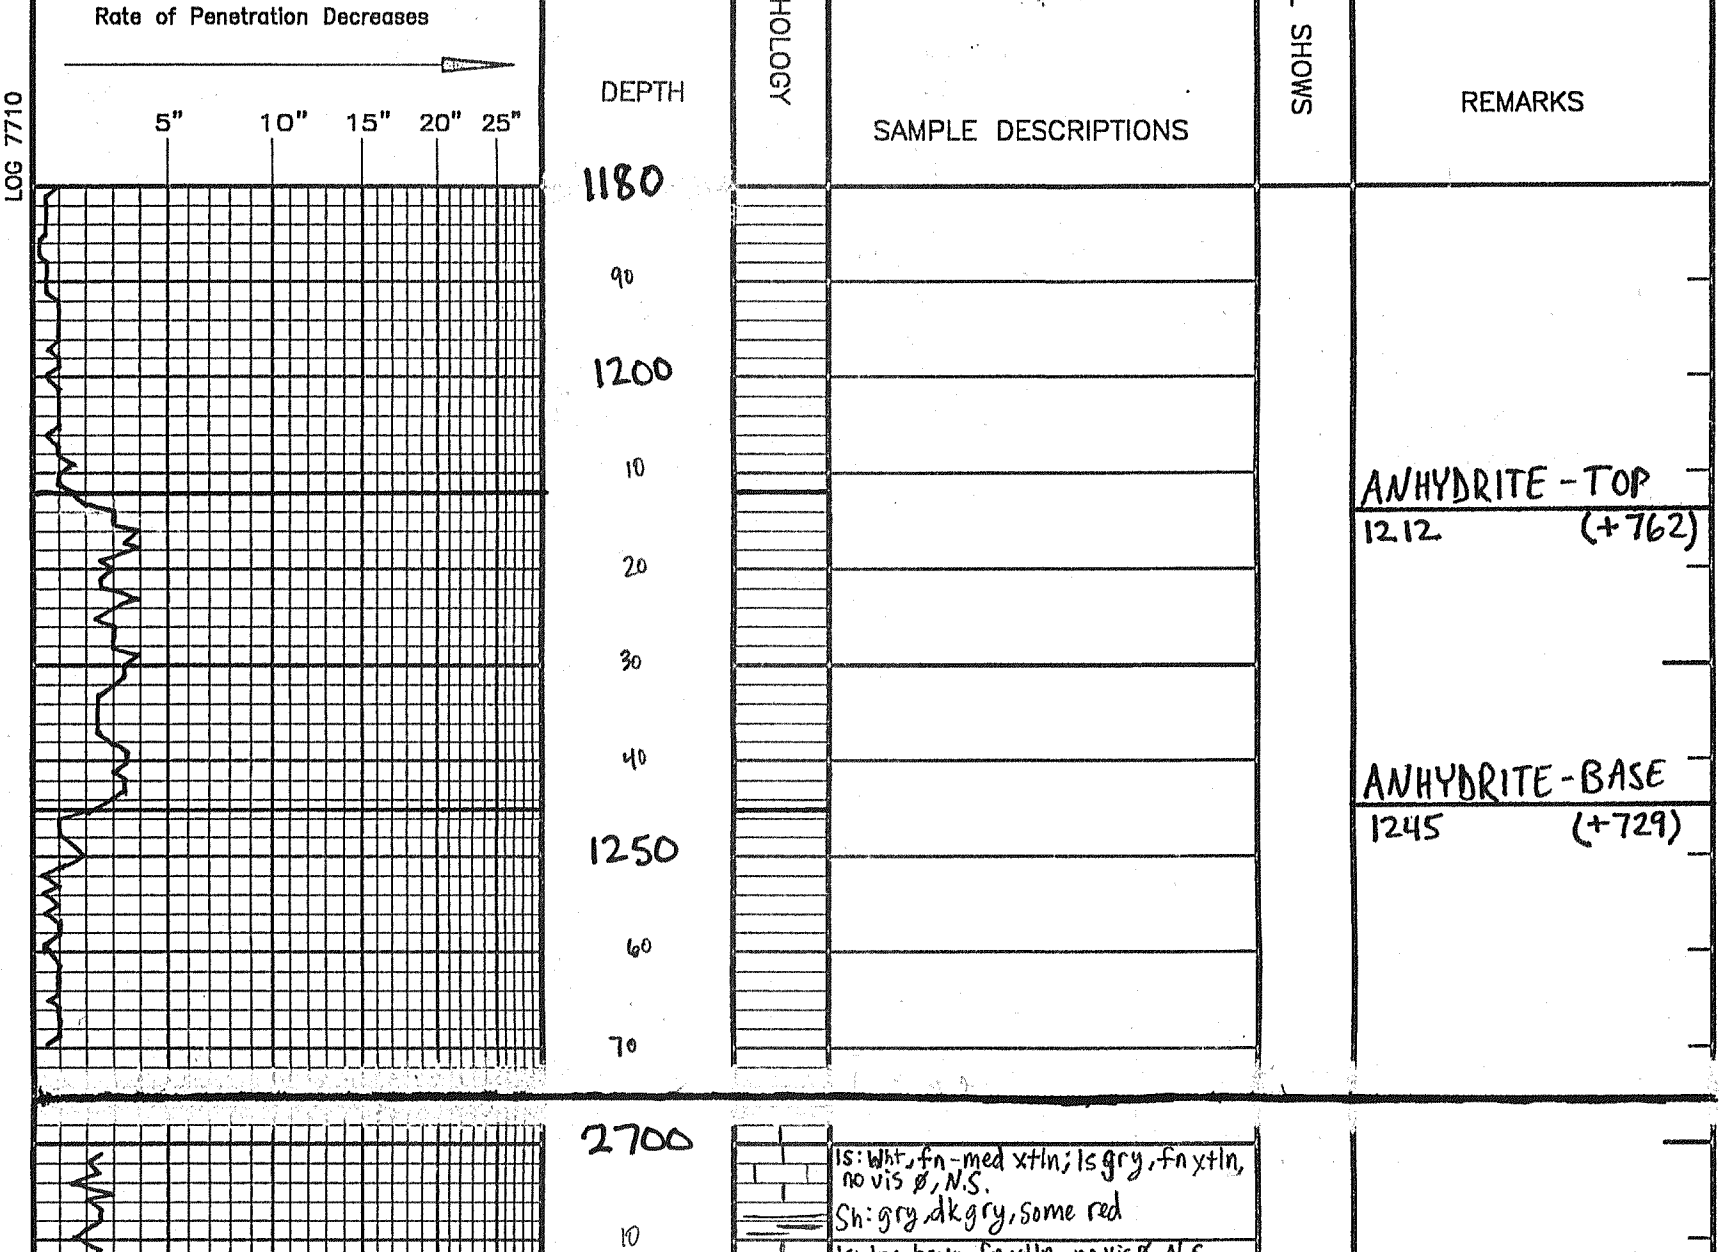 Rate of Penetration Decreases
LOG 7710
5" 10" 15" 20" 25"
DEPTH
HOLOGY
SAMPLE DESCRIPTIONS
SHOWS
REMARKS
1180
90
1200
10
ANHYDRITE - TOP
1212 (+762)
20
30
40
ANHYDRITE - BASE
1245 (+729)
1250
60
70
2700
ls: Wht, fn-med xtln; ls gry, fn xtln,
no vis ø, N.S.
Sh: gry, dk gry, some red
10